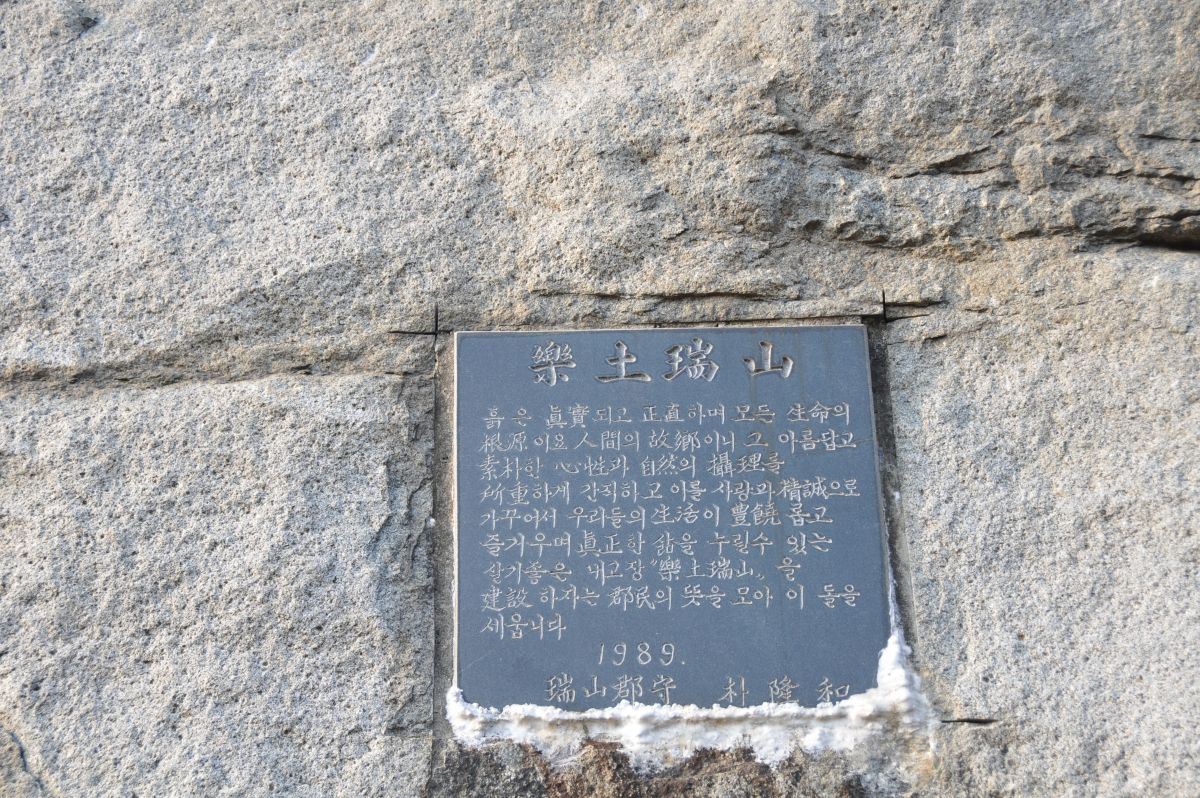 樂土瑞山
흙은 眞實되고 正直하며 모든 生命의
根源이요 人間의 故鄕이니 그 아름답고
素朴한 心性과 自然의 攝理를
所重하게 간직하고 이를 사랑과 精誠으로
가꾸어서 우리들의 生活이 豊饒롭고
즐거우며 眞正한 삶을 누릴수 있는
살기좋은 내고장 "樂土瑞山" 을
建設하자는 郡民의 뜻을 모아 이 돌을
세웁니다
1989.
瑞山郡守 朴隆和